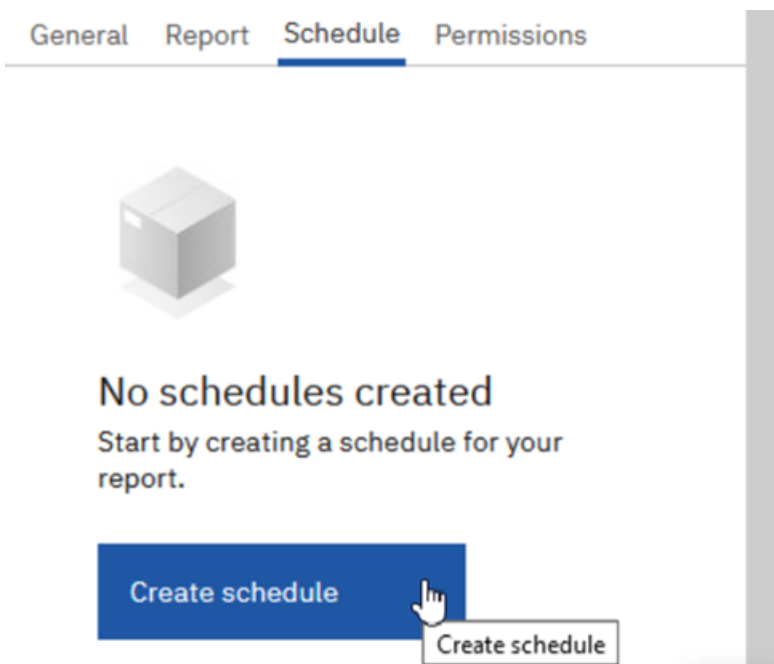 General Report Schedule Permissions
No schedules created
Start by creating a schedule for your
report.
Create schedule
Create schedule